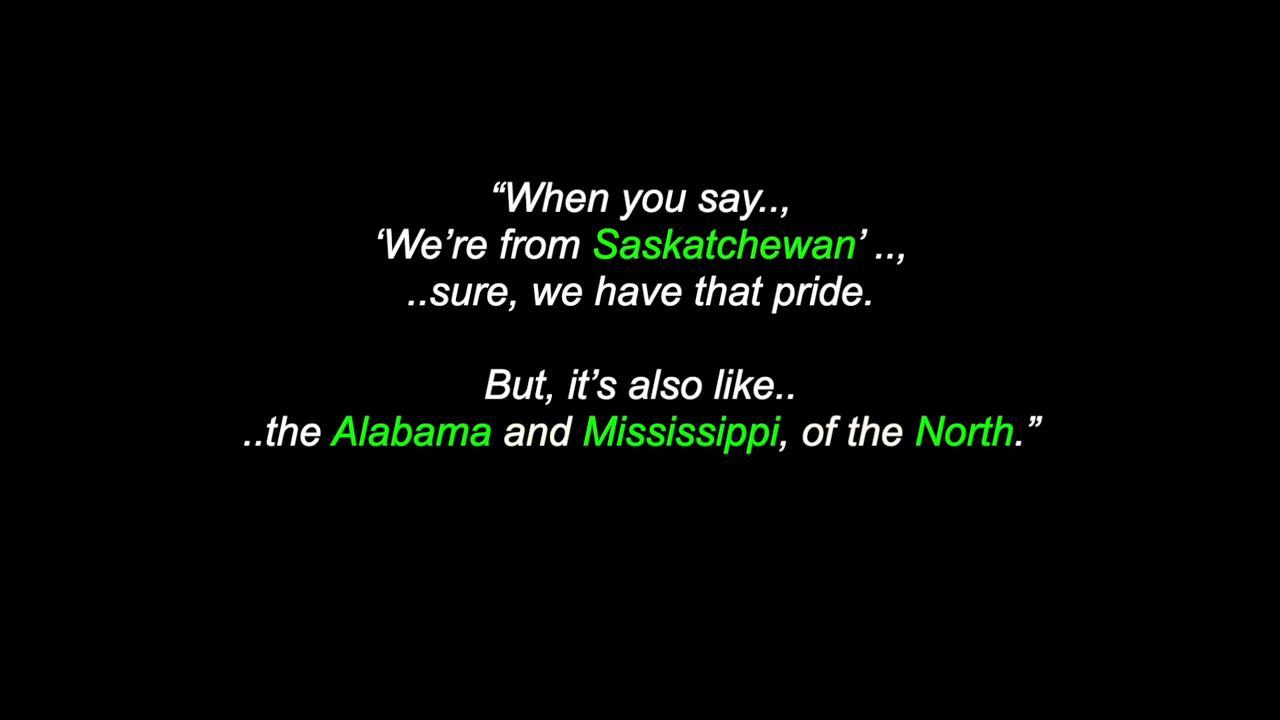 “When you say..,
‘We’re from Saskatchewan’ ..,
..sure, we have that pride.
But, it’s also like..
..the Alabama and Mississippi, of the North.”